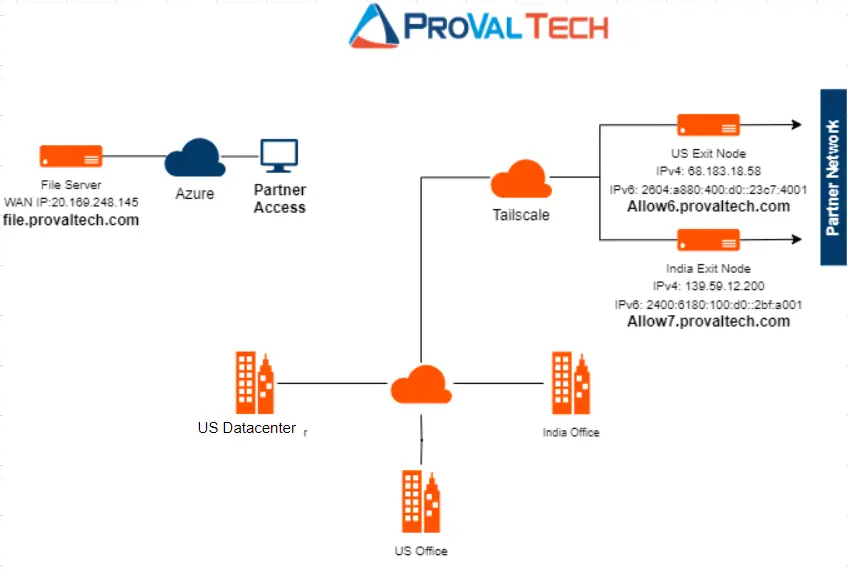 PROVAL TECH
File Server
WAN IP:20.169.248.145
file.provaltech.com
Azure
Partner
Access
Tailscale
US Exit Node
IPv4: 68.183.18.58
IPv6: 2604:a880:400:d0::23c7:4001
Allow6.provaltech.com
India Exit Node
IPv4: 139.59.12.200
IPv6: 2400:6180:100:d0::2bf:a001
Allow7.provaltech.com
Partner Network
US Datacenter r
India Office
US Office